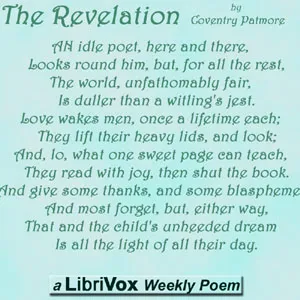 The Revelation
by
Coventry Patmore
AN idle poet, here and there,
Looks round him, but, for all the rest,
The world, unfathomably fair,
Is duller than a witling's jest.
Love wakes men, once a lifetime each;
They lift their heavy lids, and look;
And, lo, what one sweet page can teach,
They read with joy, then shut the book.
And give some thanks, and some blaspheme
And most forget, but, either way,
That and the child's unheeded dream
Is all the light of all their day.
a LibriVox Weekly Poem